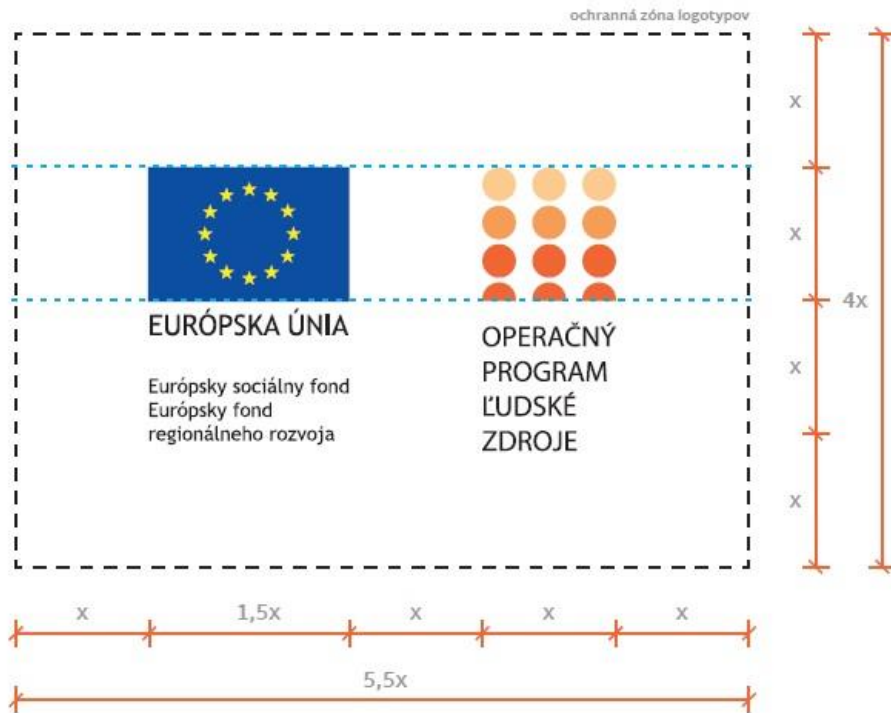 ochranná zóna logotypov
x
x
4x
EURÓPSKA ÚNIA
OPERAČNÝ
PROGRAM
ĽUDSKÉ
ZDROJE
x
Európsky sociálny fond
Európsky fond
regionálneho rozvoja
x
x 1,5x x x x
5,5x